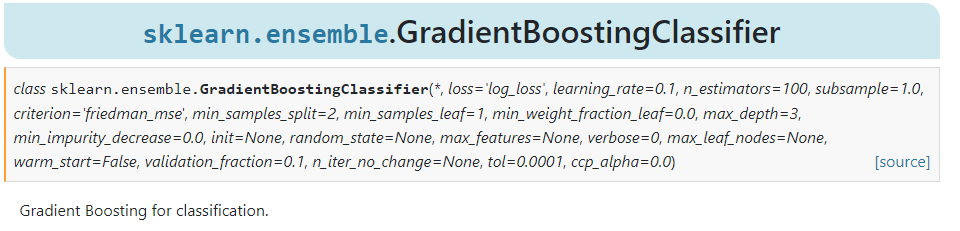 sklearn.ensemble.GradientBoostingClassifier
class sklearn.ensemble.GradientBoostingClassifier(*, loss='log_loss', learning_rate=0.1, n_estimators=100, subsample=1.0,
criterion='friedman_mse', min_samples_split=2, min_samples_leaf=1, min_weight_fraction_leaf=0.0, max_depth=3,
min_impurity_decrease=0.0, init=None, random_state=None, max_features=None, verbose=0, max_leaf_nodes=None,
warm_start=False, validation_fraction=0.1, n_iter_no_change=None, tol=0.0001, ccp_alpha=0.0) [source]
Gradient Boosting for classification.